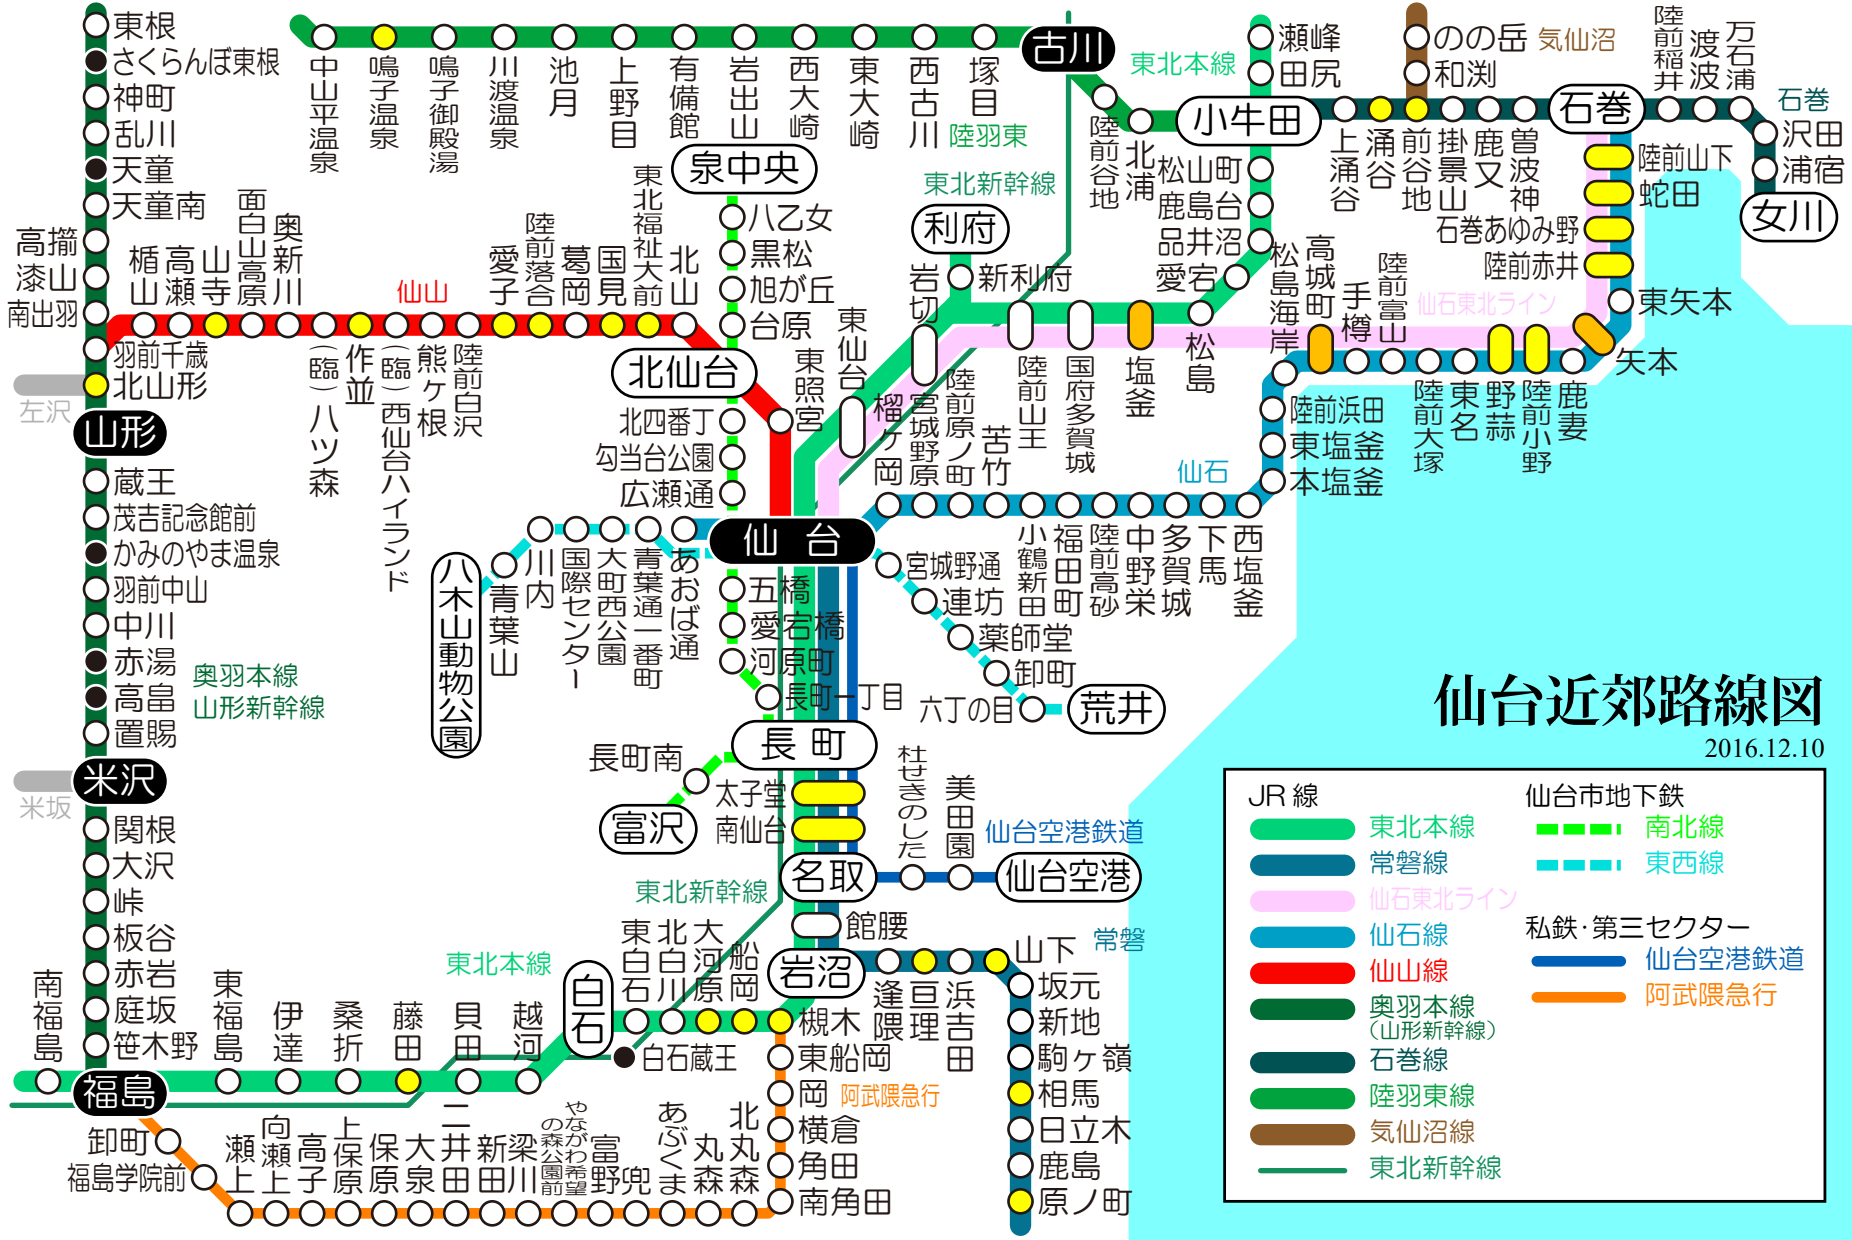 東根
さくらんぼ東根
神町
乱川
天童
天童南
高擶
漆山
南出羽
羽前千歳
北山形
左沢
山形
蔵王
茂吉記念館前
かみのやま温泉
羽前中山
中川
赤湯
高畠
置賜
米沢
米坂
関根
大沢
峠
板谷
赤岩
庭坂
笹木野
福島
奥羽本線
山形新幹線
中山平温泉
鳴子温泉
鳴子御殿湯
川渡温泉
池月
上野目
有備館
岩出山
西大崎
東大崎
西古川
塚目
古川
陸羽東
陸前谷地
北浦
小牛田
東北本線
瀬峰
田尻
のの岳
気仙沼
和渕
上涌谷
涌谷
前谷地
掛景山
鹿又
曽波神
石巻
陸前稲井
渡波
万石浦
石巻
沢田
浦宿
女川
陸前山下
蛇田
石巻あゆみ野
陸前赤井
東矢本
矢本
仙石東北ライン
松山町
鹿島台
品井沼
愛宕
松島
東北新幹線
利府
新利府
岩切
陸前山王
国府多賀城
塩釜
東仙台
楯山
高瀬
山寺
面白山高原
奥新川
(臨)八ツ森
作並
(臨)西仙台ハイランド
熊ヶ根
陸前白沢
仙山
愛子
陸前落合
葛岡
国見
東北福祉大前
北山
北仙台
東照宮
泉中央
八乙女
黒松
旭が丘
台原
北四番丁
勾当台公園
広瀬通
仙台
五橋
愛宕橋
河原町
長町一丁目
長町
長町南
富沢
八木山動物公園
青葉山
川内
国際センター
大町西公園
青葉通一番町
あおば通
宮城野通
連坊
薬師堂
卸町
六丁の目
荒井
榴ヶ岡
宮城野原
陸前原ノ町
苦竹
小鶴新田
福田町
陸前高砂
中野栄
多賀城
下馬
西塩釜
仙石
本塩釜
東塩釜
陸前浜田
松島海岸
高城町
手樽
陸前富山
陸前大塚
東名
野蒜
陸前小野
鹿妻
太子堂
南仙台
名取
杜せきのした
美田園
仙台空港
仙台空港鉄道
館腰
岩沼
東北新幹線
逢隈
亘理
浜吉田
山下
常磐
坂元
新地
駒ヶ嶺
相馬
日立木
鹿島
原ノ町
槻木
船岡
大河原
北白川
東白石
白石
白石蔵王
越河
貝田
藤田
桑折
伊達
東福島
南福島
東北本線
東船岡
岡
阿武隈急行
横倉
角田
南角田
北丸森
丸森
あぶくま
兜
富野
やながわ希望の森公園前
梁川
新田
二井田
大泉
保原
上保原
高子
向瀬上
瀬上
福島学院前
卸町
仙台近郊路線図
2016.12.10
JR 線
東北本線
常磐線
仙石東北ライン
仙石線
仙山線
奥羽本線
(山形新幹線)
石巻線
陸羽東線
気仙沼線
東北新幹線
仙台市地下鉄
南北線
東西線
私鉄・第三セクター
仙台空港鉄道
阿武隈急行